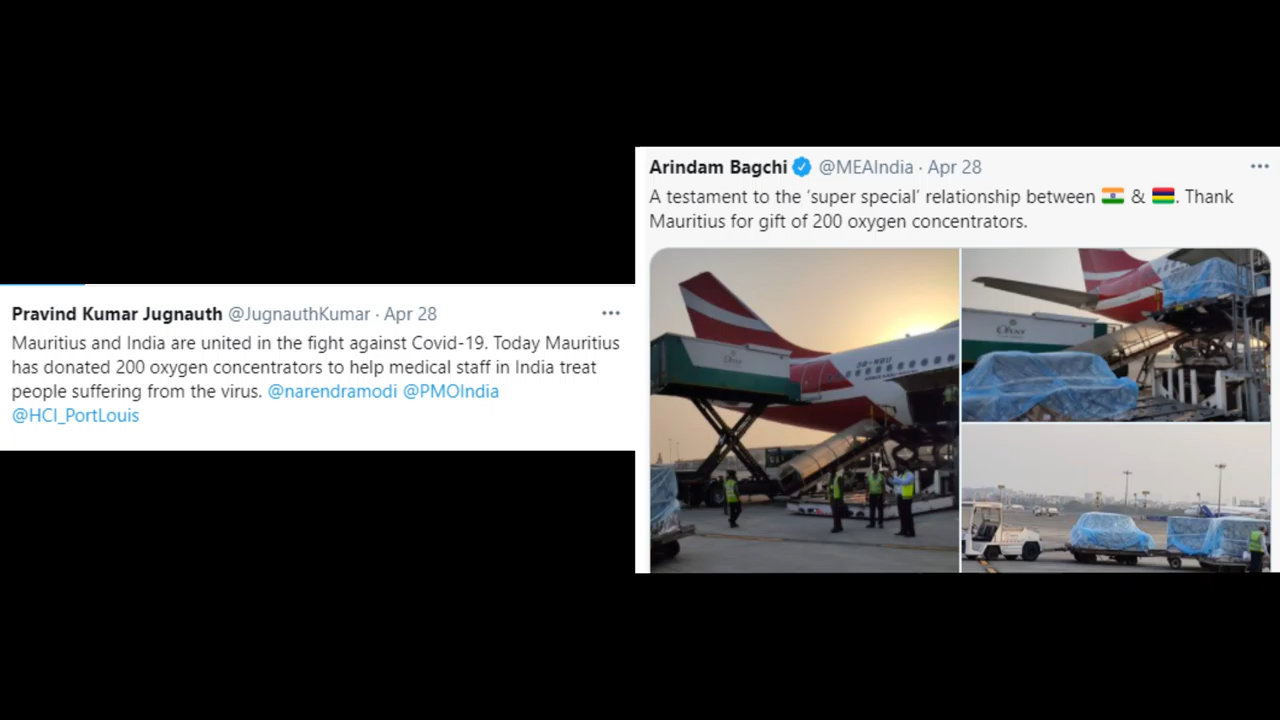 Pravind Kumar Jugnauth @JugnauthKumar · Apr 28
Mauritius and India are united in the fight against Covid-19. Today Mauritius
has donated 200 oxygen concentrators to help medical staff in India treat
people suffering from the virus. @narendramodi @PMOIndia
@HCI_PortLouis
Arindam Bagchi @MEAIndia · Apr 28
A testament to the ‘super special’ relationship between 🇮🇳 & 🇲🇺. Thank
Mauritius for gift of 200 oxygen concentrators.